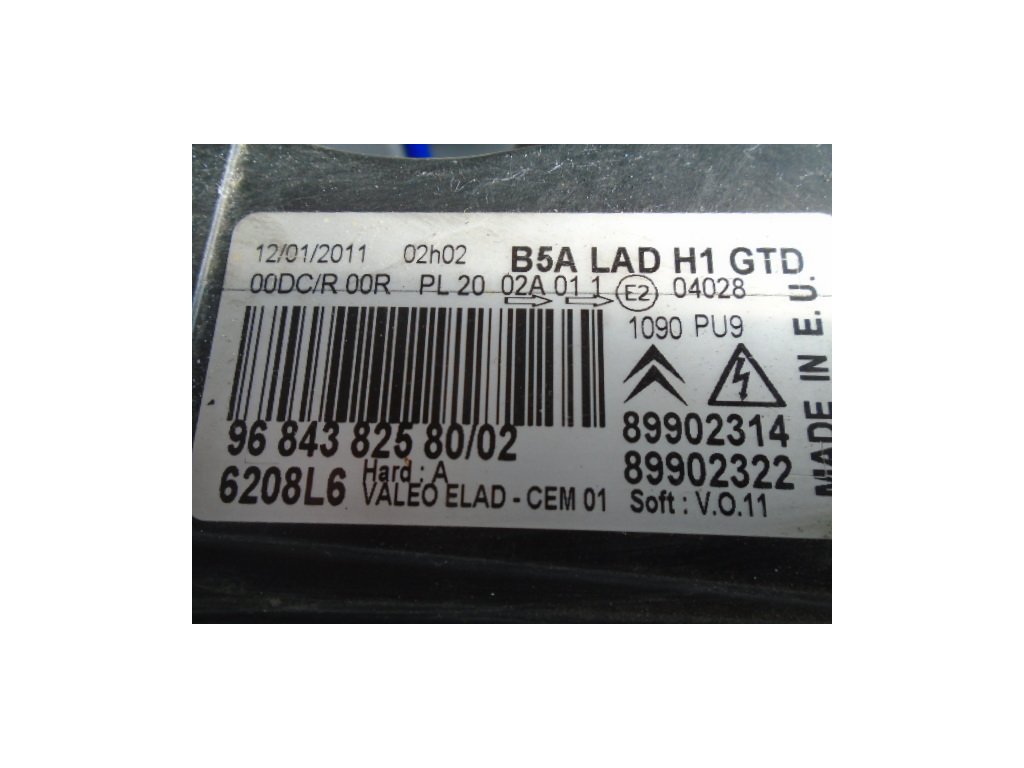 12/01/2011 02h02 B5A LAD H1 GTD
00DC/R 00R PL 20 02A 01 1 E2 04028
1090 PU9
96 843 825 80/02 89902314
6208L6 Hard : A 89902322
VALEO ELAD - CEM 01 Soft : V.O.11
MADE IN E.U.